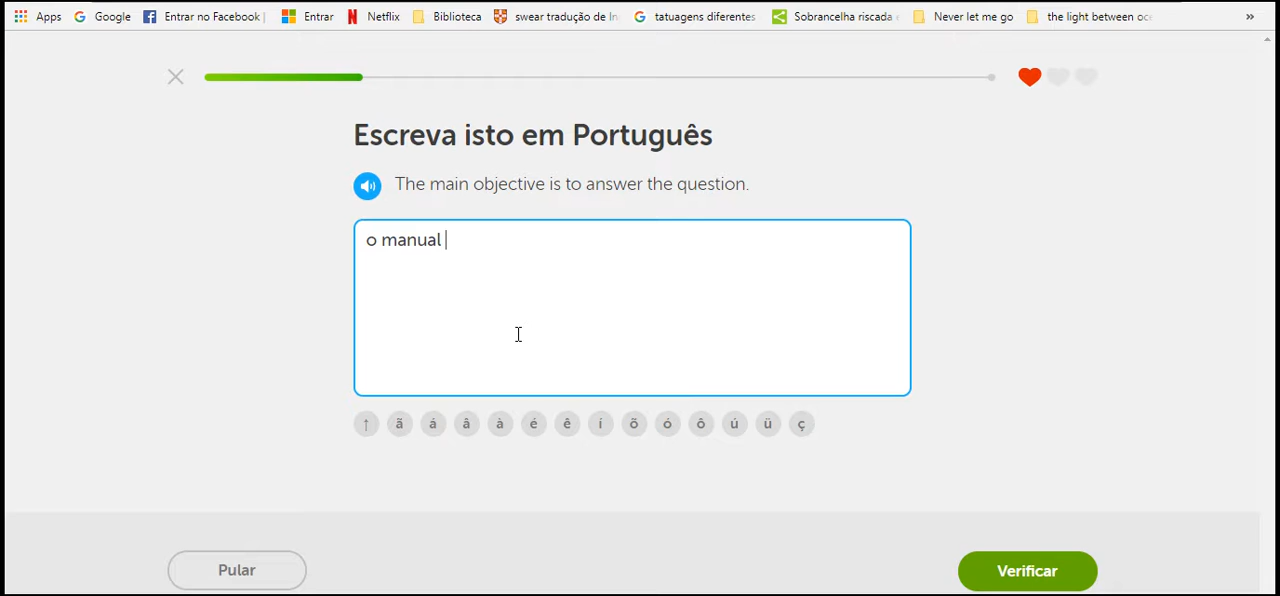 Apps Google Entrar no Facebook | Entrar Netflix Biblioteca swear tradução de In tatuagens diferentes Sobrancelha riscada Never let me go the light between oce »
Escreva isto em Português
The main objective is to answer the question.
o manual
↑ ã á â à é ê í õ ó ô ú ü ç
Pular Verificar